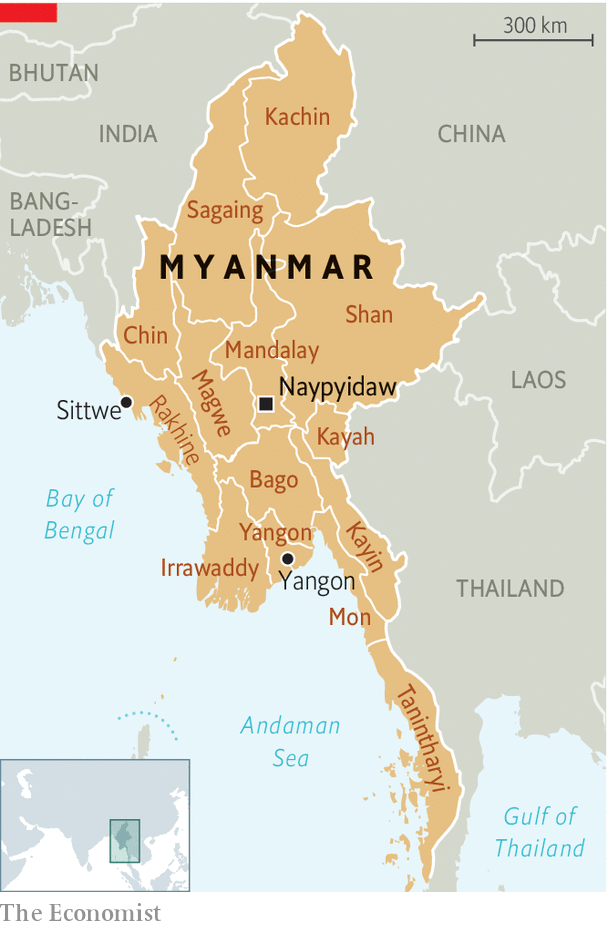 300 km
BHUTAN
Kachin
INDIA
CHINA
BANG-
LADESH
Sagaing
MYANMAR
Shan
Chin
Mandalay
Naypyidaw
LAOS
Magwe
Sittwe
Rakhine
Kayah
Bago
Bay of
Bengal
Yangon
Kayin
Irrawaddy
Yangon
THAILAND
Mon
Tanintharyi
Andaman
Sea
Gulf of
Thailand
The Economist